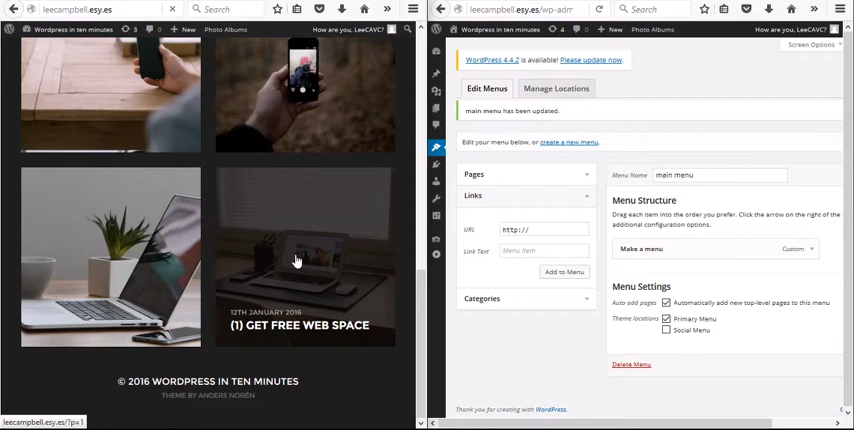 leecampbell.esy.es
Search
Wordpress in ten minutes
3
0
New
Photo Albums
How are you, LeeCAVC?
12TH JANUARY 2016
(1) GET FREE WEB SPACE
© 2016 WORDPRESS IN TEN MINUTES
THEME BY ANDERS NORÉN
leecampbell.esy.es/?p=1
leecampbell.esy.es/wp-adm
Search
Wordpress in ten minutes
4
0
New
Photo Albums
How are you, LeeCAVC?
Screen Options
WordPress 4.4.2 is available! Please update now.
Edit Menus
Manage Locations
main menu has been updated.
Edit your menu below, or create a new menu.
Pages
Links
URL
http://
Link Text
Menu Item
Add to Menu
Categories
Menu Name
main menu
Menu Structure
Drag each item into the order you prefer. Click the arrow on the right of the
additional configuration options.
Make a menu
Custom
Menu Settings
Auto add pages
Automatically add new top-level pages to this menu
Theme locations
Primary Menu
Social Menu
Delete Menu
Thank you for creating with WordPress.